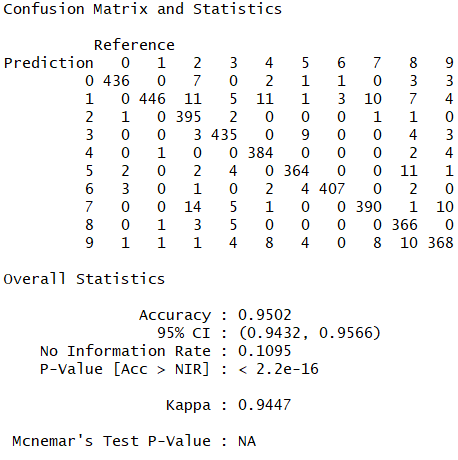 Confusion Matrix and Statistics

          Reference
Prediction   0   1   2   3   4   5   6   7   8   9
         0 436   0   7   0   2   1   1   0   3   3
         1   0 446  11   5  11   1   3  10   7   4
         2   1   0 395   2   0   0   0   1   1   0
         3   0   0   3 435   0   9   0   0   4   3
         4   0   1   0   0 384   0   0   0   2   4
         5   2   0   2   4   0 364   0   0  11   1
         6   3   0   1   0   2   4 407   0   2   0
         7   0   0  14   5   1   0   0 390   1  10
         8   0   1   3   5   0   0   0   0 366   0
         9   1   1   1   4   8   4   0   8  10 368

Overall Statistics

               Accuracy : 0.9502
                 95% CI : (0.9432, 0.9566)
    No Information Rate : 0.1095
    P-Value [Acc > NIR] : < 2.2e-16

                  Kappa : 0.9447

 Mcnemar's Test P-Value : NA